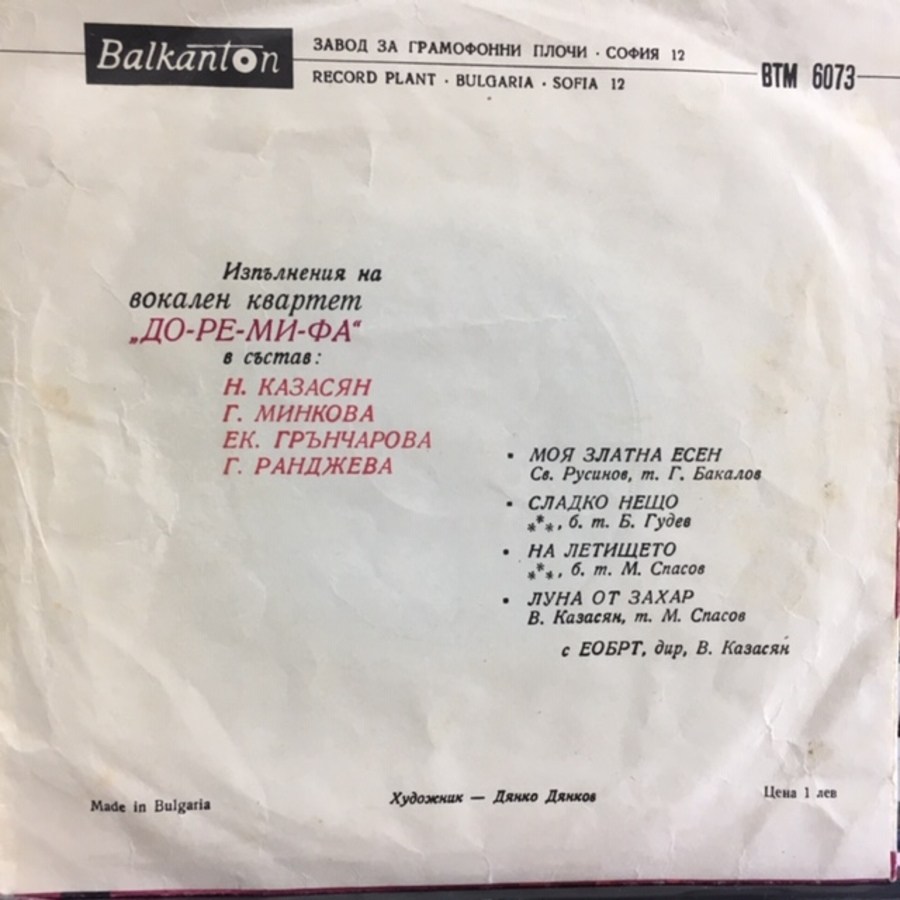 Balkanton
ЗАВОД ЗА ГРАМОФОННИ ПЛОЧИ · СОФИЯ 12
RECORD PLANT · BULGARIA · SOFIA 12
ВТМ 6073
Изпълнения на
вокален квартет
„ДО-РЕ-МИ-ФА“
в състав:
Н. КАЗАСЯН
Г. МИНКОВА
ЕК. ГРЪНЧАРОВА
Г. РАНДЖЕВА
• МОЯ ЗЛАТНА ЕСЕН
Св. Русинов, т. Г. Бакалов
• СЛАДКО НЕЩО
***, б. т. Б. Гудев
• НА ЛЕТИЩЕТО
***, б. т. М. Спасов
• ЛУНА ОТ ЗАХАР
В. Казасян, т. М. Спасов
с ЕОБРТ, дир, В. Казасян
Made in Bulgaria
Художник — Дянко Дянков
Цена 1 лев